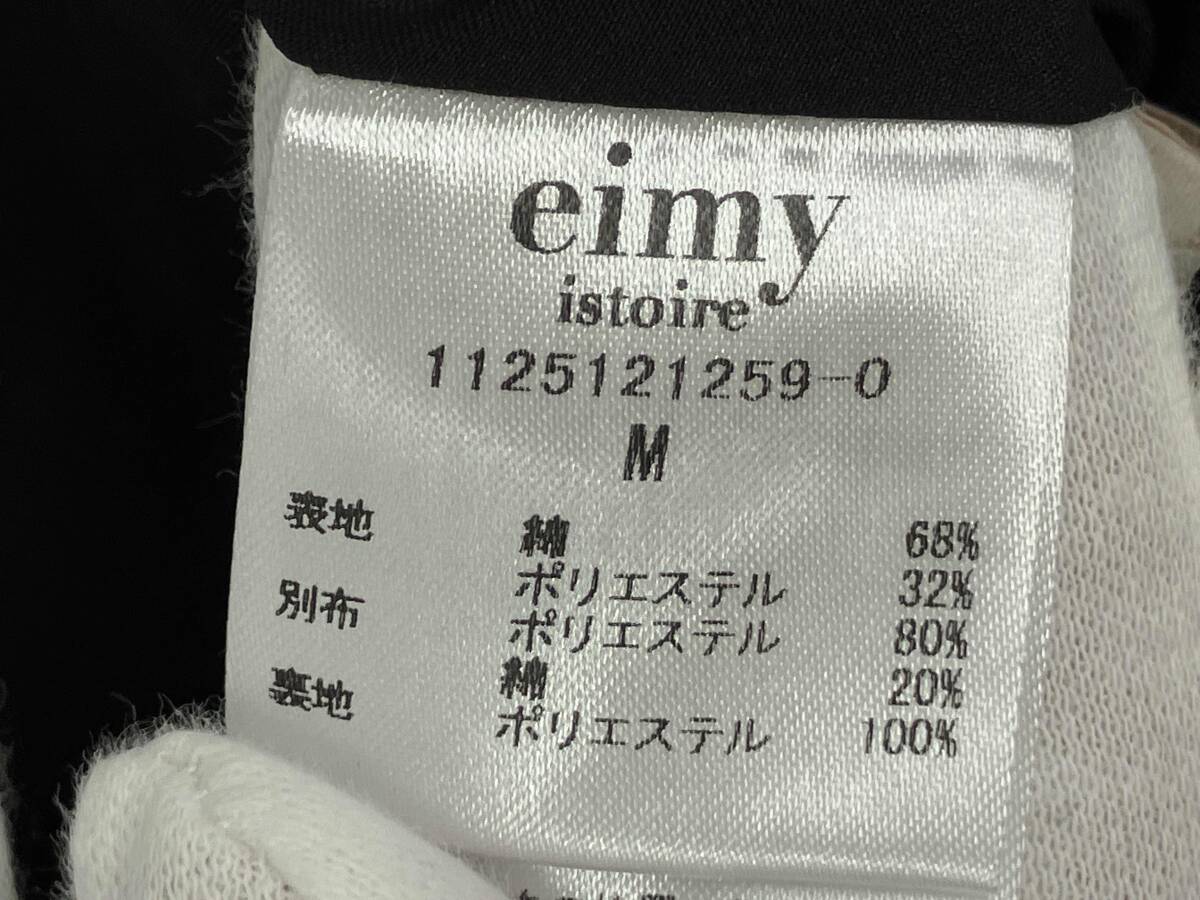 eimy
istoire
1125121259-0
M
表地 綿 68%
ポリエステル 32%
別布 ポリエステル 80%
綿 20%
裏地 ポリエステル 100%